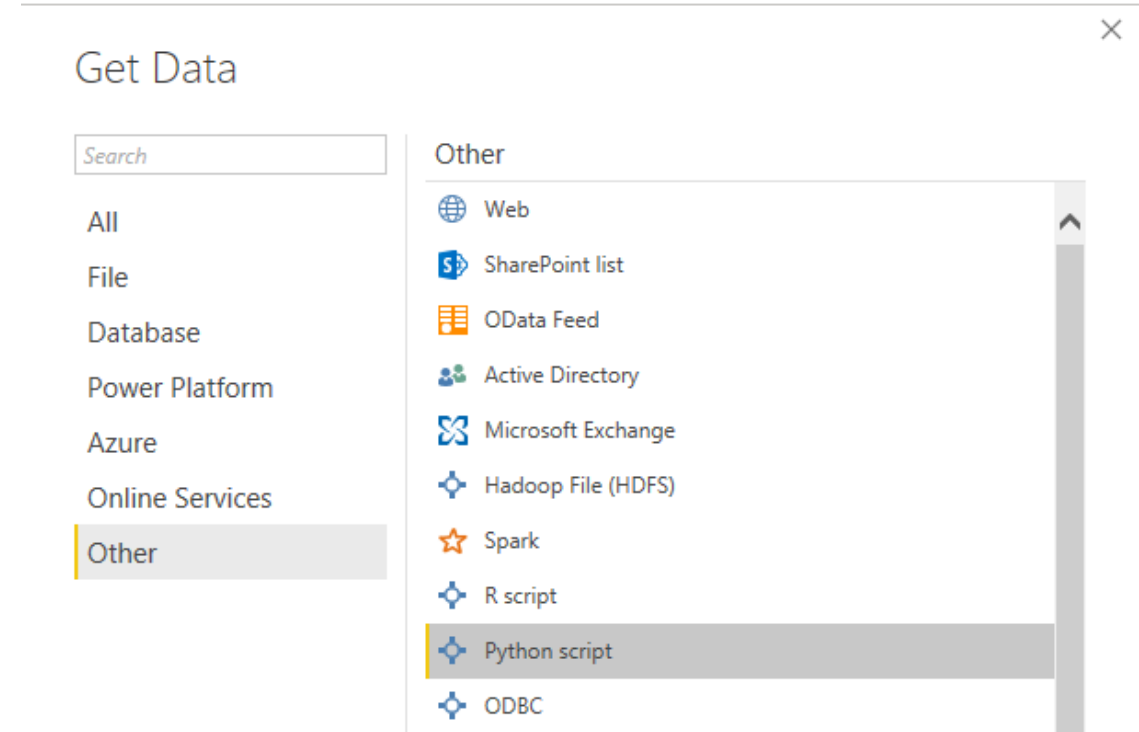 Get Data
Search
All
File
Database
Power Platform
Azure
Online Services
Other
Other
Web
SharePoint list
OData Feed
Active Directory
Microsoft Exchange
Hadoop File (HDFS)
Spark
R script
Python script
ODBC